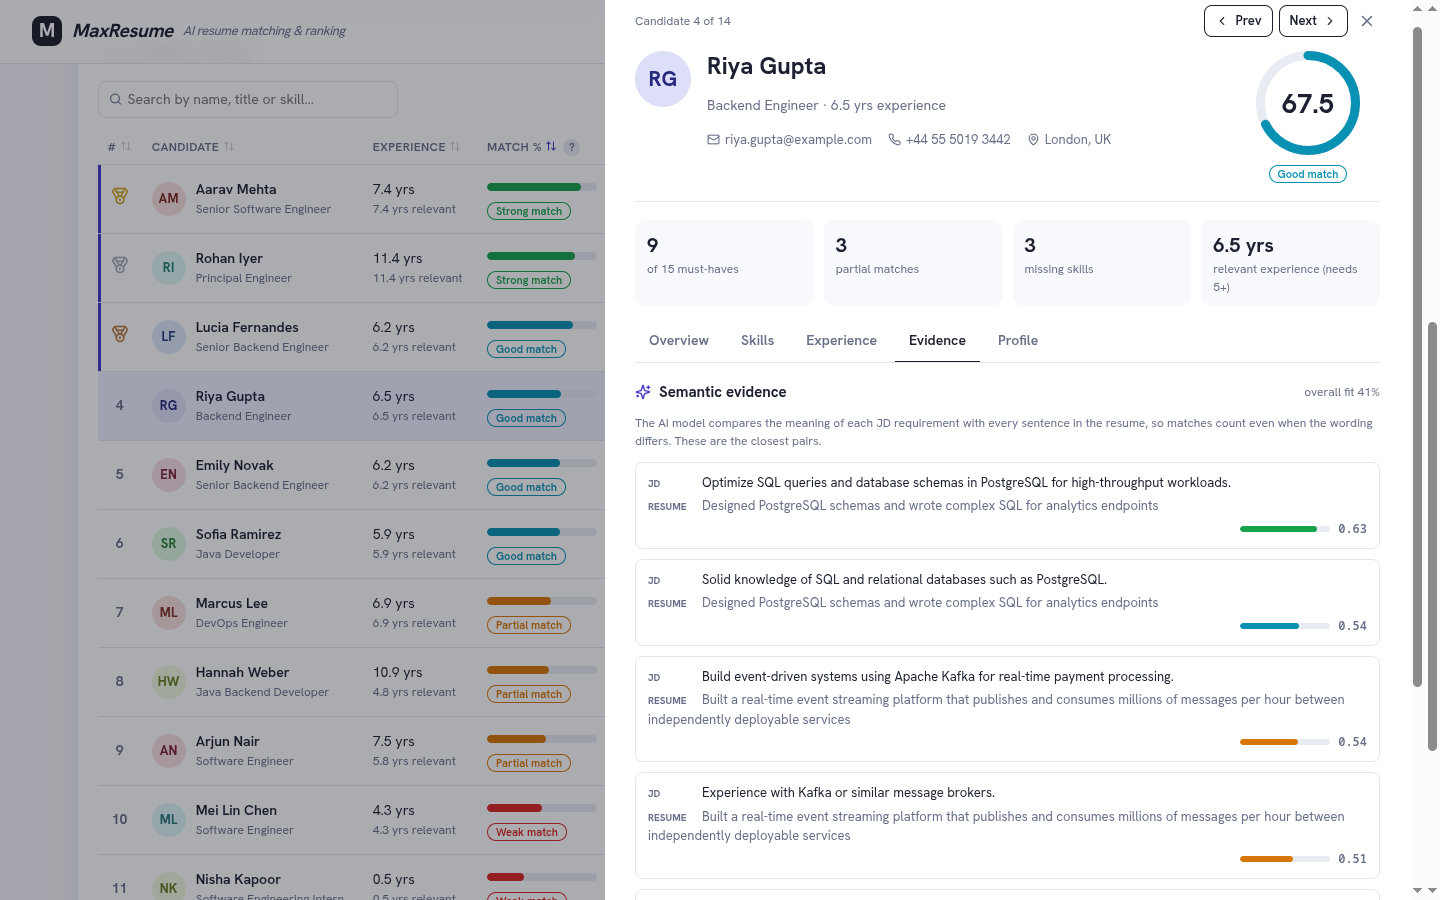 M MaxResume AI resume matching & ranking
Search by name, title or skill...
# CANDIDATE EXPERIENCE MATCH % ?
AM Aarav Mehta 7.4 yrs
Senior Software Engineer 7.4 yrs relevant Strong match
RI Rohan Iyer 11.4 yrs
Principal Engineer 11.4 yrs relevant Strong match
LF Lucia Fernandes 6.2 yrs
Senior Backend Engineer 6.2 yrs relevant Good match
4 RG Riya Gupta 6.5 yrs
Backend Engineer 6.5 yrs relevant Good match
5 EN Emily Novak 6.2 yrs
Senior Backend Engineer 6.2 yrs relevant Good match
6 SR Sofia Ramirez 5.9 yrs
Java Developer 5.9 yrs relevant Good match
7 ML Marcus Lee 6.9 yrs
DevOps Engineer 6.9 yrs relevant Partial match
8 HW Hannah Weber 10.9 yrs
Java Backend Developer 4.8 yrs relevant Partial match
9 AN Arjun Nair 7.5 yrs
Software Engineer 5.8 yrs relevant Partial match
10 ML Mei Lin Chen 4.3 yrs
Software Engineer 4.3 yrs relevant Weak match
11 NK Nisha Kapoor 0.5 yrs
Software Engineering Intern 0.5 yrs relevant Weak match
Candidate 4 of 14 Prev Next
RG Riya Gupta
Backend Engineer · 6.5 yrs experience
riya.gupta@example.com +44 55 5019 3442 London, UK
67.5
Good match
9
of 15 must-haves
3
partial matches
3
missing skills
6.5 yrs
relevant experience (needs
5+)
Overview Skills Experience Evidence Profile
Semantic evidence overall fit 41%
The AI model compares the meaning of each JD requirement with every sentence in the resume, so matches count even when the wording
differs. These are the closest pairs.
JD Optimize SQL queries and database schemas in PostgreSQL for high-throughput workloads.
RESUME Designed PostgreSQL schemas and wrote complex SQL for analytics endpoints
0.63
JD Solid knowledge of SQL and relational databases such as PostgreSQL.
RESUME Designed PostgreSQL schemas and wrote complex SQL for analytics endpoints
0.54
JD Build event-driven systems using Apache Kafka for real-time payment processing.
RESUME Built a real-time event streaming platform that publishes and consumes millions of messages per hour between
independently deployable services
0.54
JD Experience with Kafka or similar message brokers.
RESUME Built a real-time event streaming platform that publishes and consumes millions of messages per hour between
independently deployable services
0.51